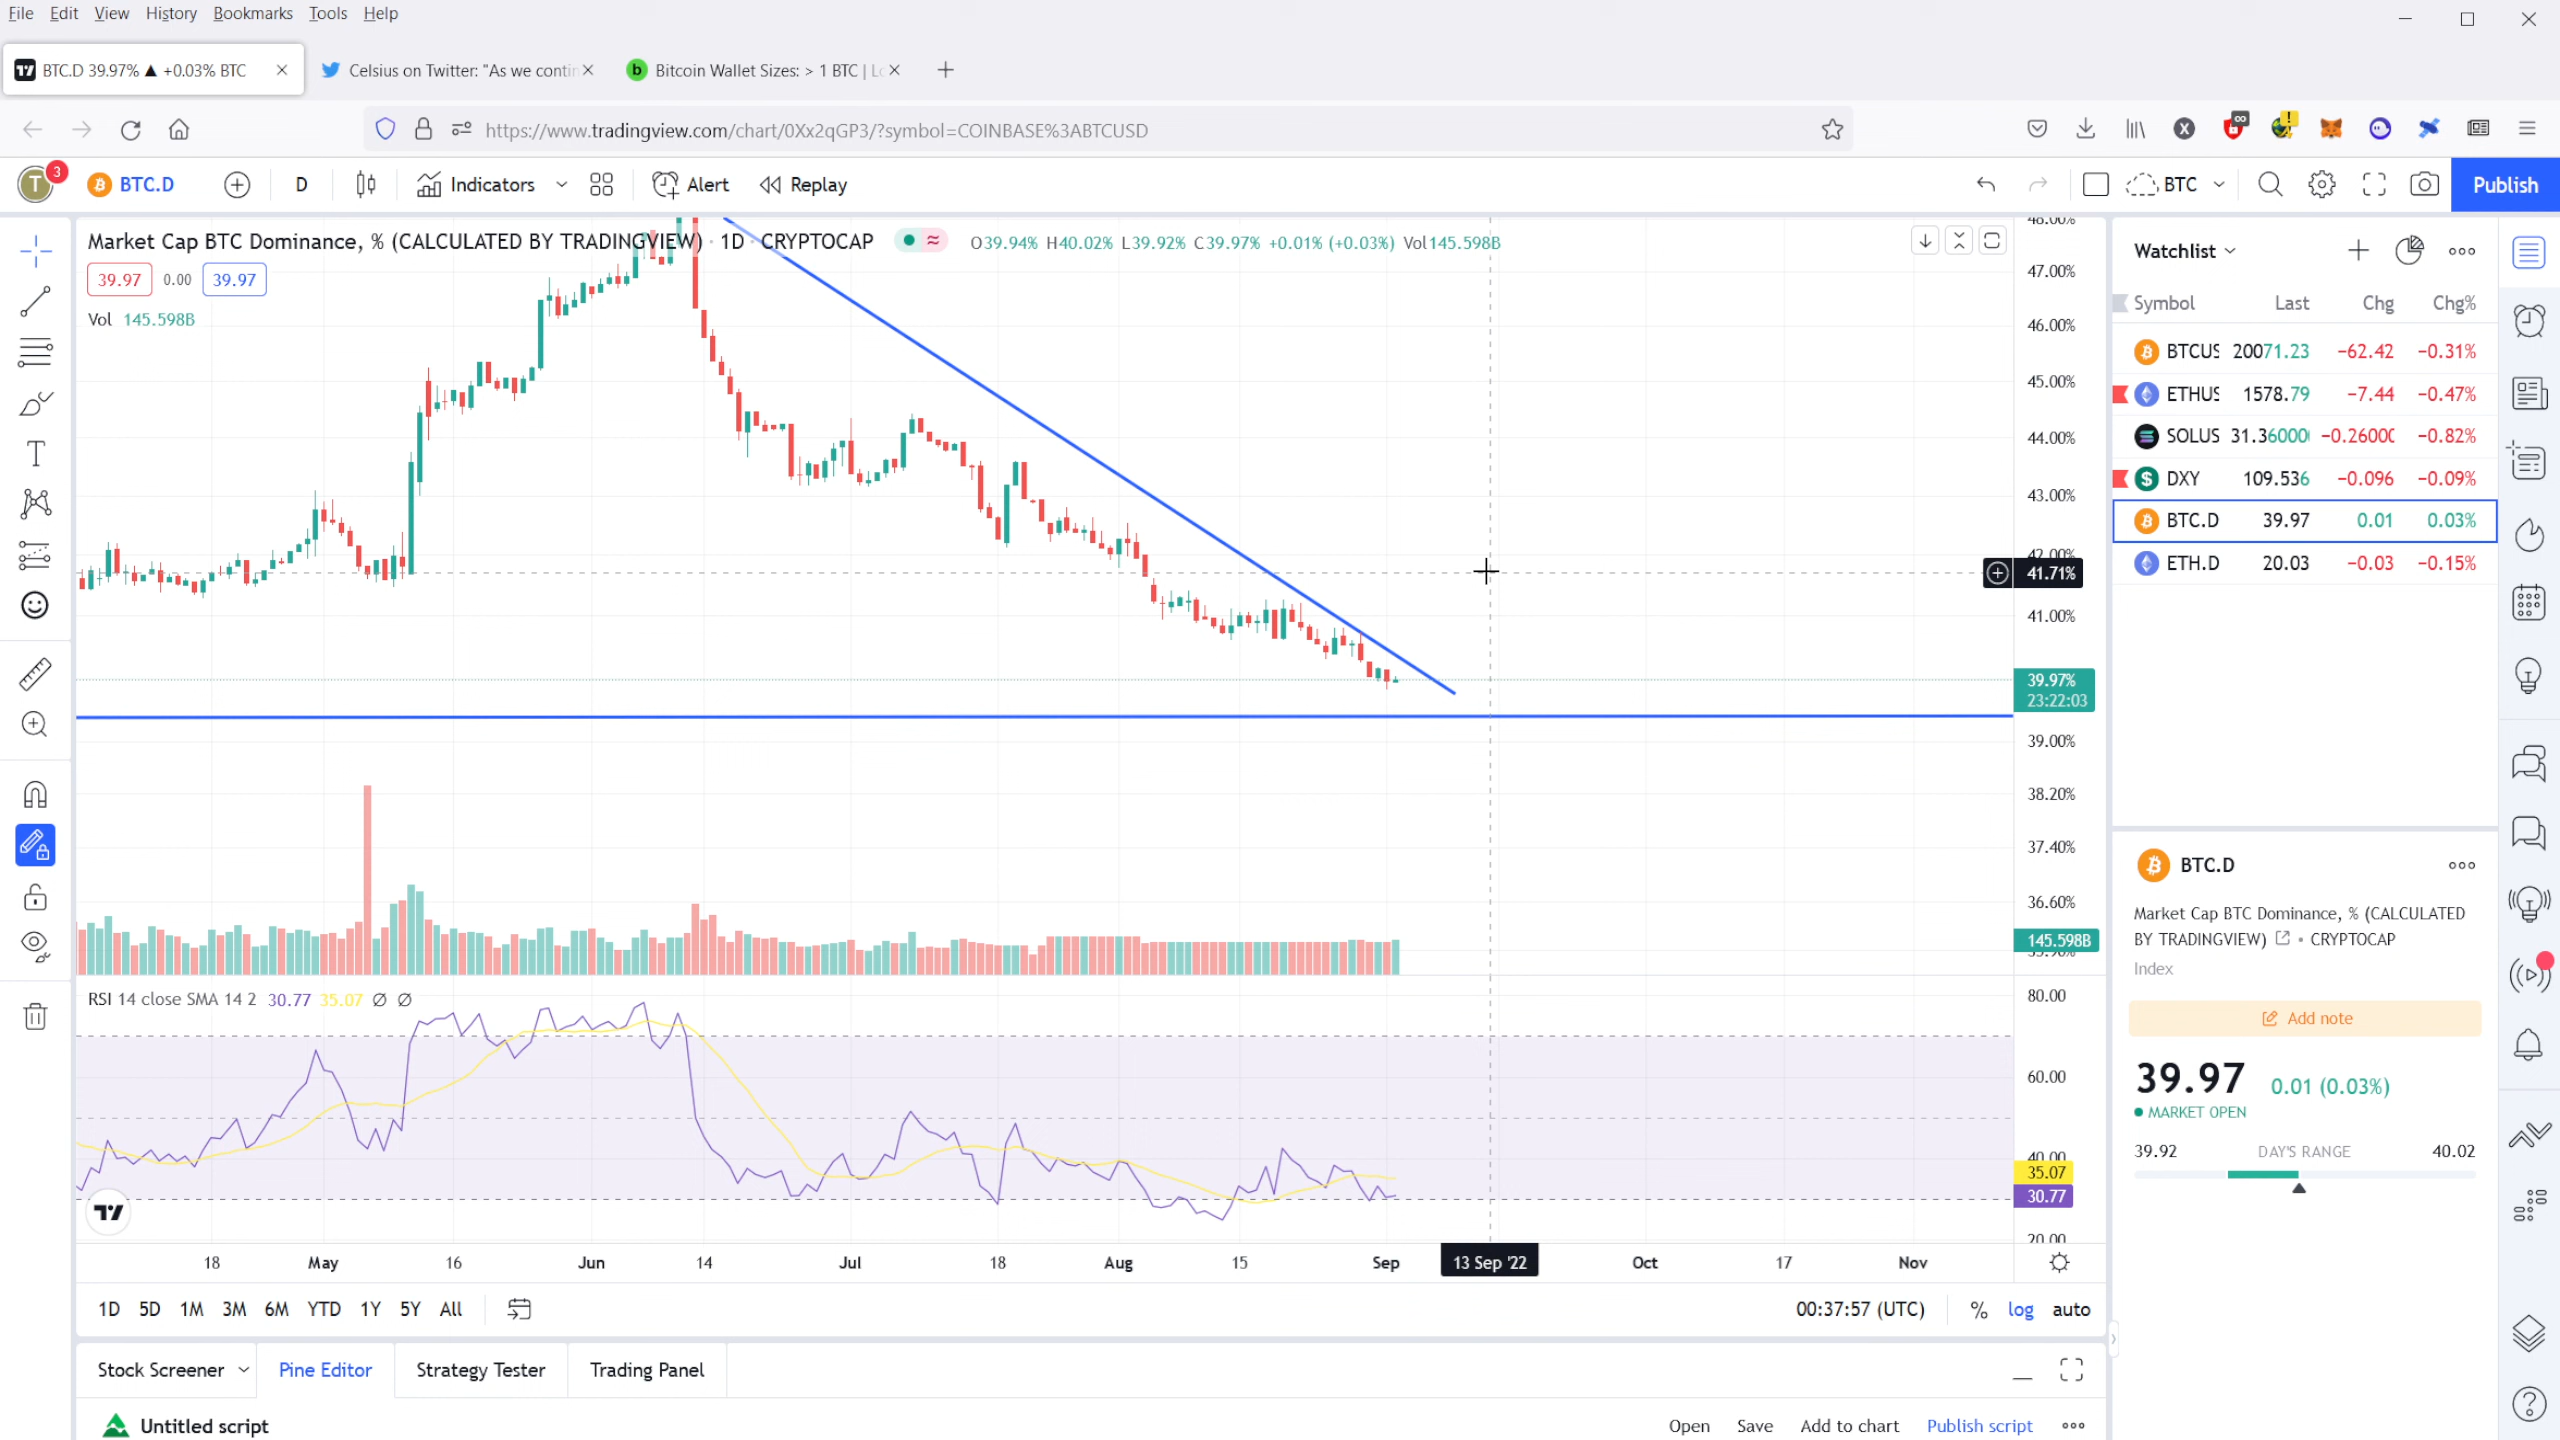 File Edit View History Bookmarks Tools Help
BTC.D 39.97% ▲ +0.03% BTC
Celsius on Twitter: "As we contin
Bitcoin Wallet Sizes: > 1 BTC | Lo
https://www.tradingview.com/chart/0Xx2qGP3/?symbol=COINBASE%3ABTCUSD
T 3 BTC.D D Indicators Alert Replay BTC Publish
Market Cap BTC Dominance, % (CALCULATED BY TRADINGVIEW) · 1D · CRYPTOCAP O39.94% H40.02% L39.92% C39.97% +0.01% (+0.03%) Vol145.598B
39.97 0.00 39.97
Vol 145.598B
48.00%
47.00%
46.00%
45.00%
44.00%
43.00%
42.00%
41.71%
41.00%
39.97%
23:22:03
39.00%
38.20%
37.40%
36.60%
145.598B
RSI 14 close SMA 14 2 30.77 35.07 Ø Ø
80.00
60.00
40.00
35.07
30.77
20.00
18 May 16 Jun 14 Jul 18 Aug 15 Sep 13 Sep '22 Oct 17 Nov
1D 5D 1M 3M 6M YTD 1Y 5Y All 00:37:57 (UTC) % log auto
Stock Screener Pine Editor Strategy Tester Trading Panel
Untitled script Open Save Add to chart Publish script
Watchlist
Symbol Last Chg Chg%
BTCUS 20071.23 −62.42 −0.31%
ETHUS 1578.79 −7.44 −0.47%
SOLUS 31.36000 −0.26000 −0.82%
DXY 109.536 −0.096 −0.09%
BTC.D 39.97 0.01 0.03%
ETH.D 20.03 −0.03 −0.15%
BTC.D
Market Cap BTC Dominance, % (CALCULATED
BY TRADINGVIEW) • CRYPTOCAP
Index
Add note
39.97 0.01 (0.03%)
MARKET OPEN
39.92 DAY'S RANGE 40.02